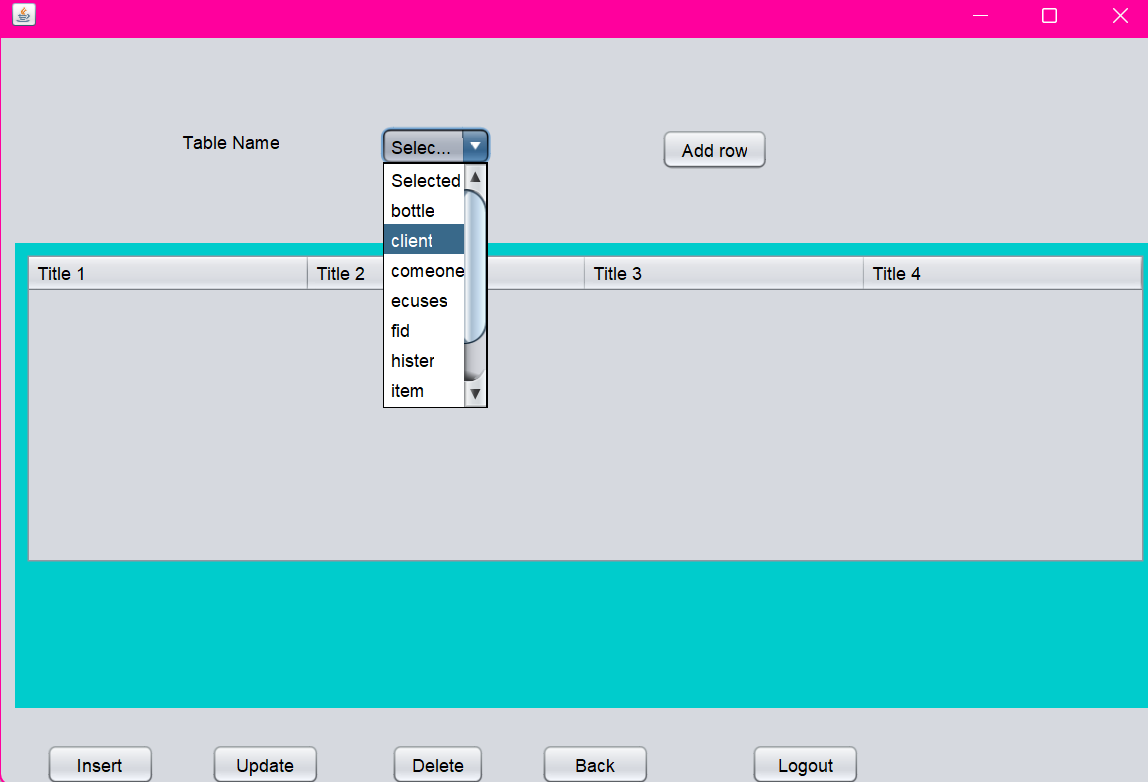 Table Name
Selec...
Add row
Selected
bottle
client
comeone
ecuses
fid
hister
item
Title 1 Title 2 Title 3 Title 4
Insert Update Delete Back Logout